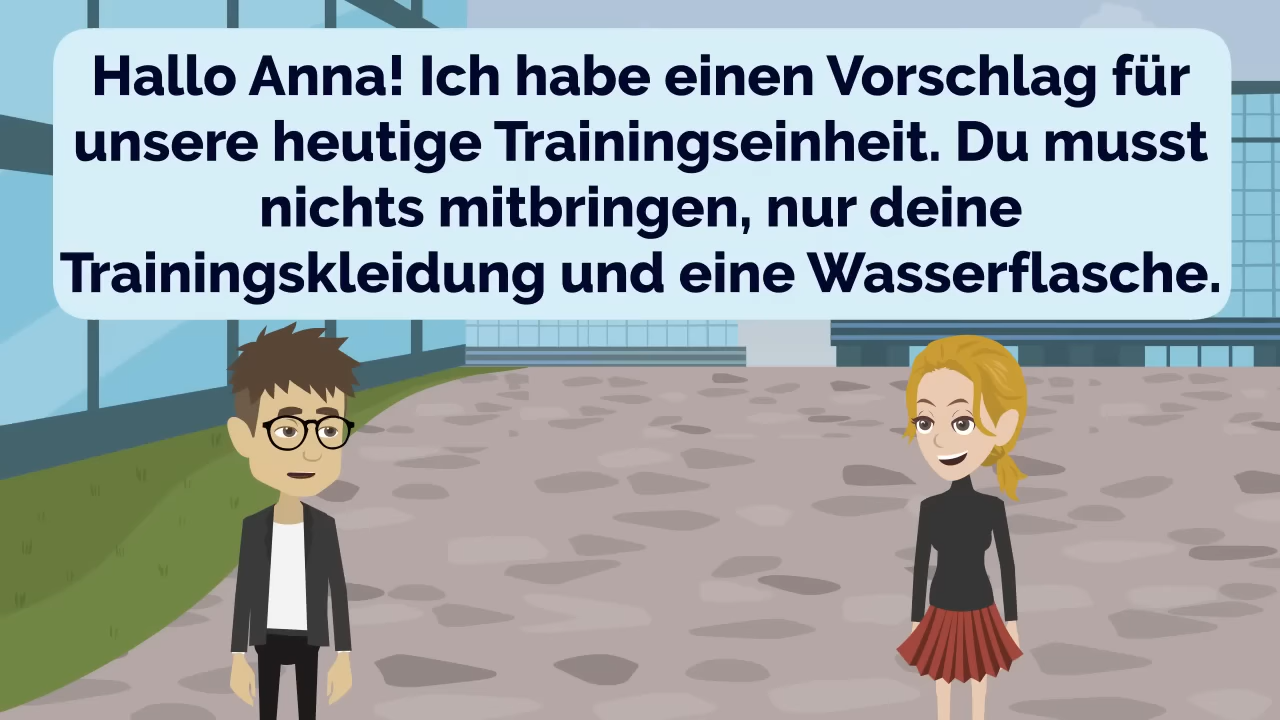 Hallo Anna! Ich habe einen Vorschlag für
unsere heutige Trainingseinheit. Du musst
nichts mitbringen, nur deine
Trainingskleidung und eine Wasserflasche.